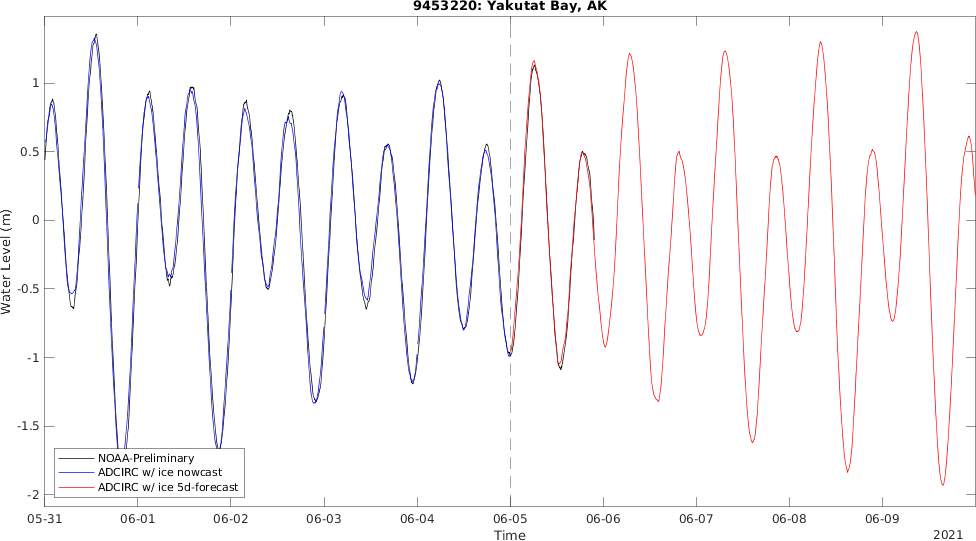 9453220: Yakutat Bay, AK
Water Level (m)
1
0.5
0
-0.5
-1
-1.5
-2
NOAA-Preliminary
ADCIRC w/ ice nowcast
ADCIRC w/ ice 5d-forecast
05-31 06-01 06-02 06-03 06-04 06-05 06-06 06-07 06-08 06-09
Time
2021